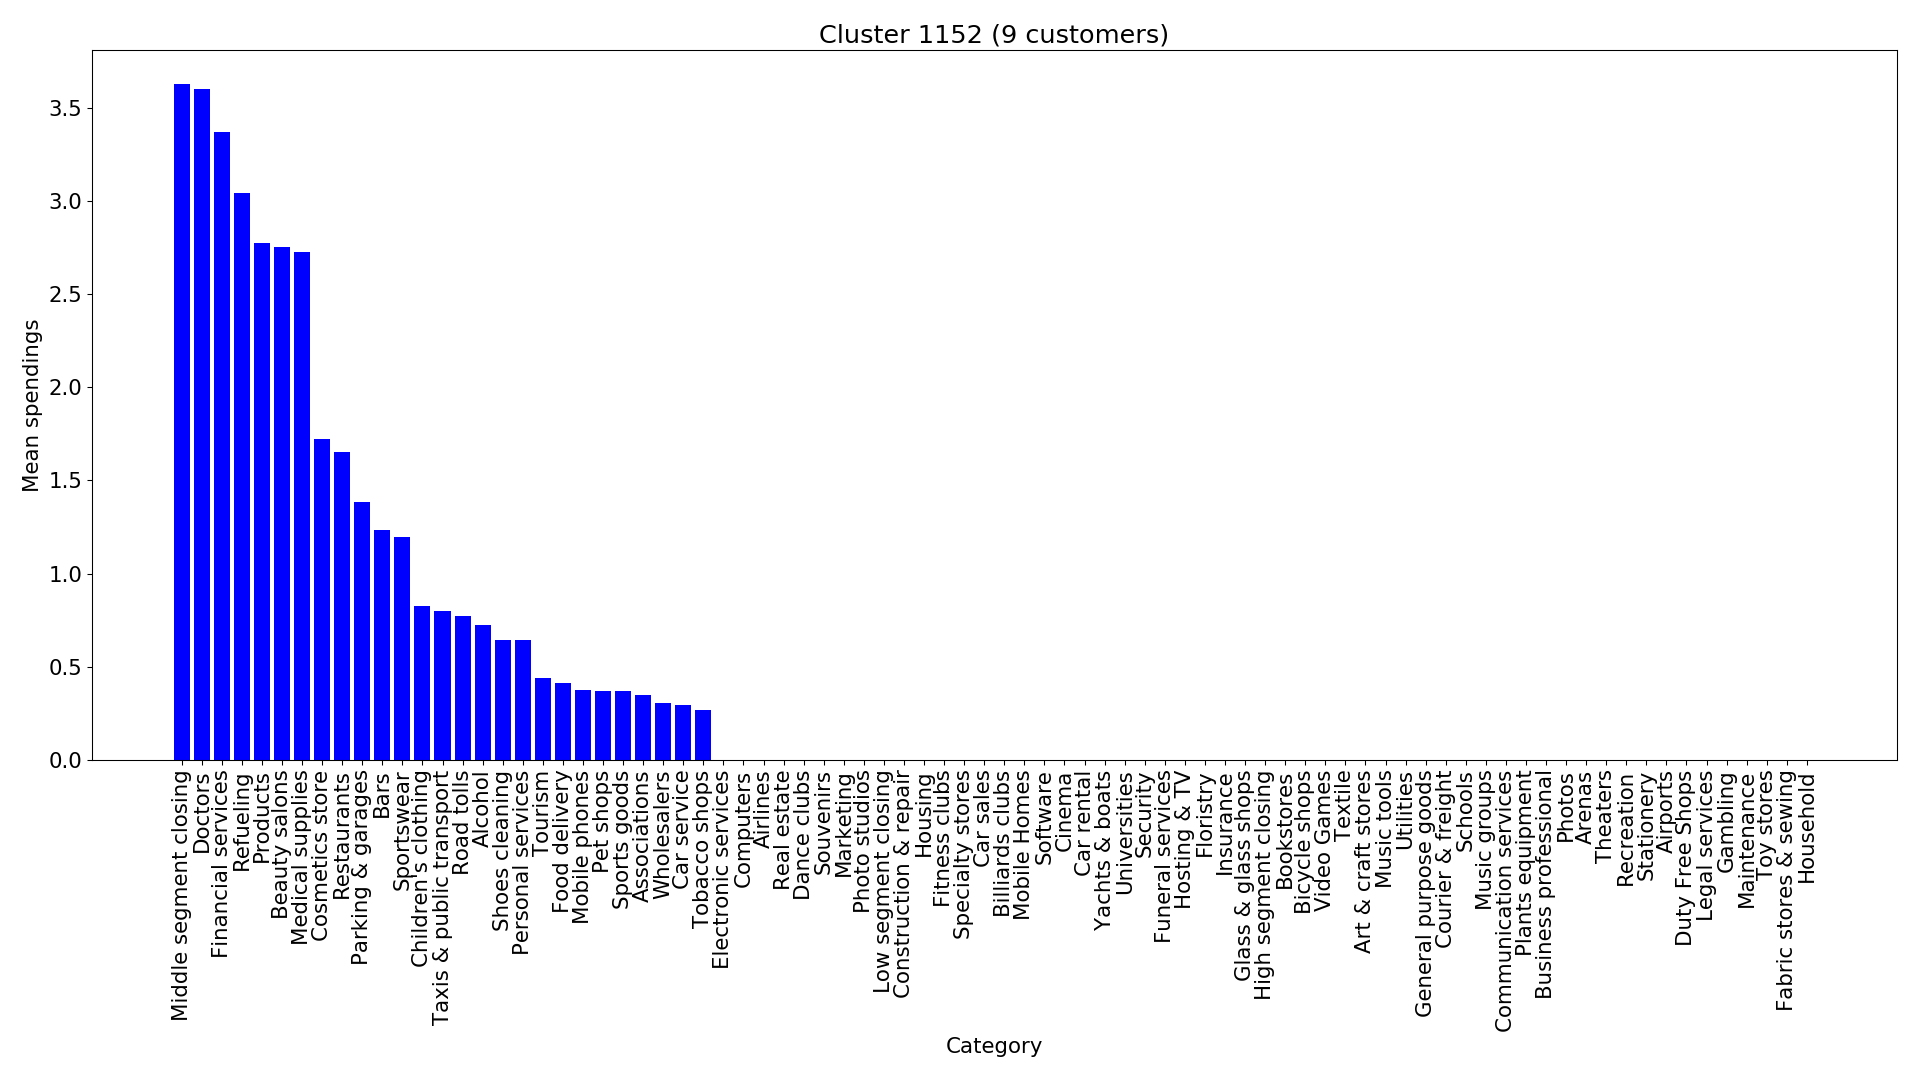 Cluster 1152 (9 customers)
Mean spendings
3.5
3.0
2.5
2.0
1.5
1.0
0.5
0.0
Middle segment closing
Doctors
Financial services
Refueling
Products
Beauty salons
Medical supplies
Cosmetics store
Restaurants
Parking & garages
Bars
Sportswear
Children's clothing
Taxis & public transport
Road tolls
Alcohol
Shoes cleaning
Personal services
Tourism
Food delivery
Mobile phones
Pet shops
Sports goods
Associations
Wholesalers
Car service
Tobacco shops
Electronic services
Computers
Airlines
Real estate
Dance clubs
Souvenirs
Marketing
Photo studios
Low segment closing
Construction & repair
Housing
Fitness clubs
Specialty stores
Car sales
Billiards clubs
Mobile Homes
Software
Cinema
Car rental
Yachts & boats
Universities
Security
Funeral services
Hosting & TV
Floristry
Insurance
Glass & glass shops
High segment closing
Bookstores
Bicycle shops
Video Games
Textile
Art & craft stores
Music tools
Utilities
General purpose goods
Courier & freight
Schools
Music groups
Communication services
Plants equipment
Business professional
Photos
Arenas
Theaters
Recreation
Stationery
Airports
Duty Free Shops
Legal services
Gambling
Maintenance
Toy stores
Fabric stores & sewing
Household
Category